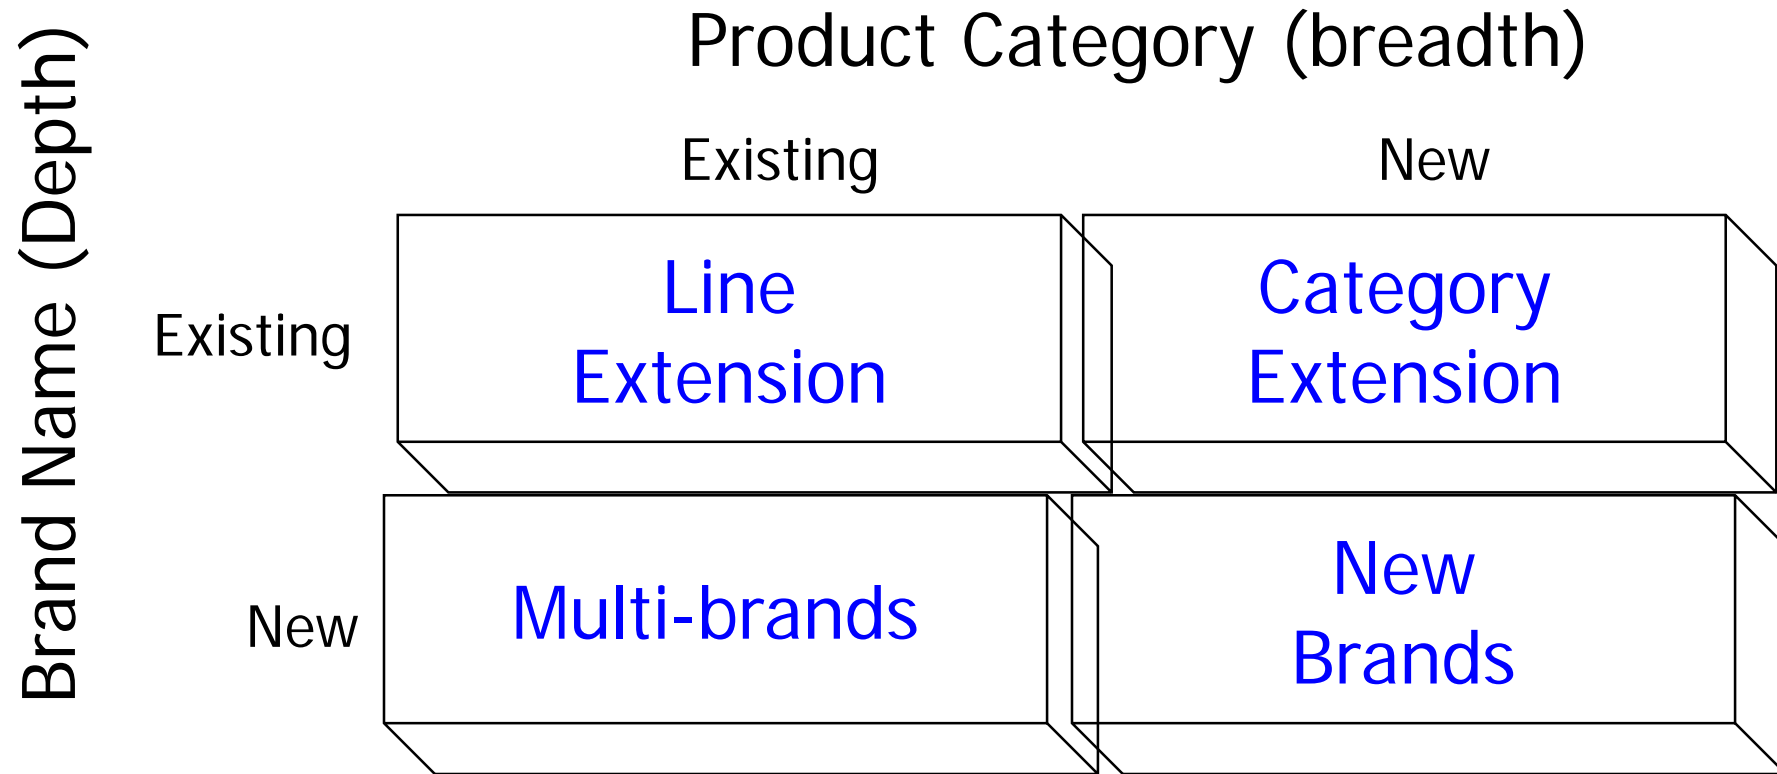 Product Category (breadth)
Brand Name (Depth)
Existing
New
Existing
Line
Extension
Category
Extension
New
Multi-brands
New
Brands